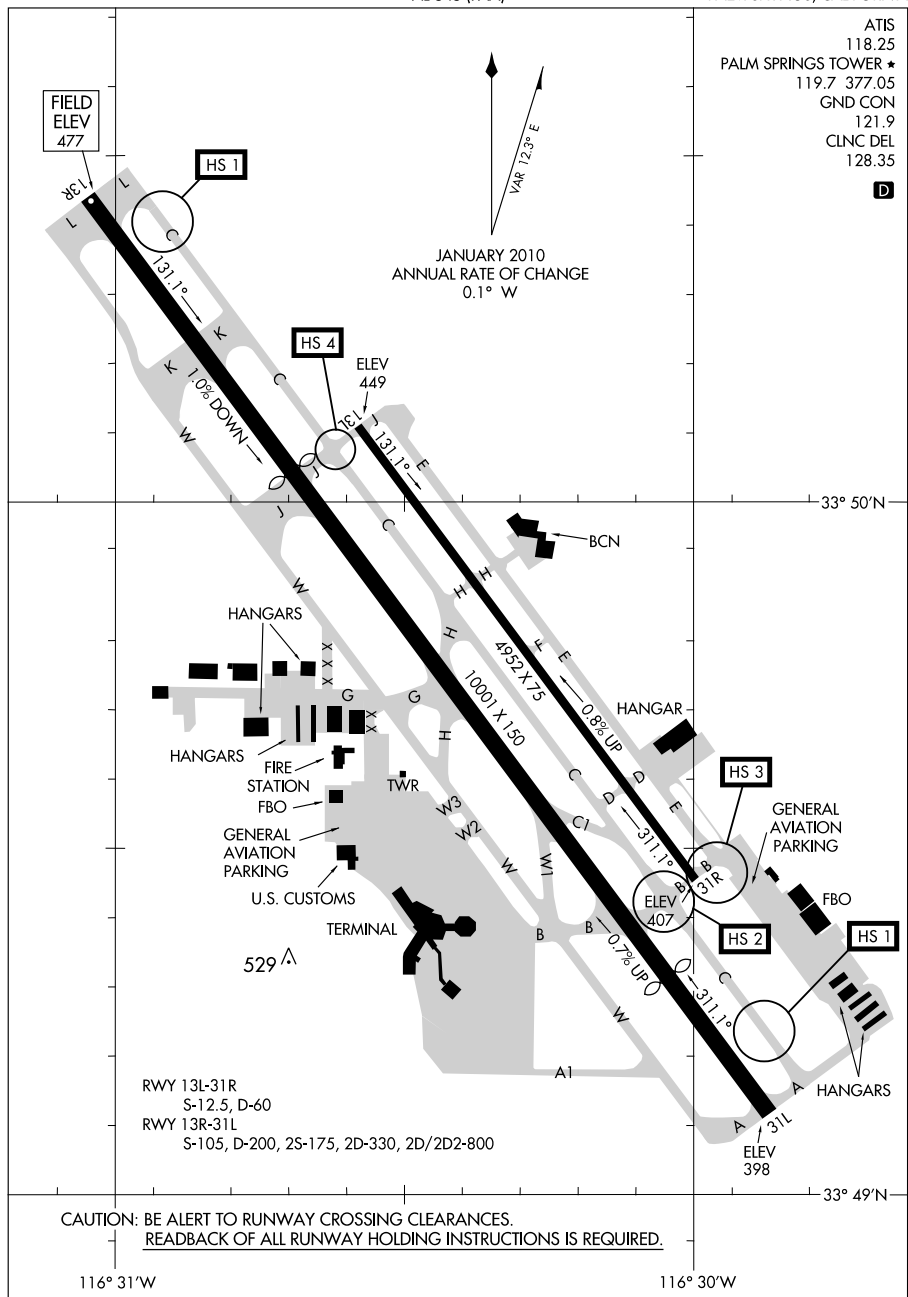 ATIS
118.25
PALM SPRINGS TOWER ★
119.7 377.05
GND CON
121.9
CLNC DEL
128.35
D
FIELD
ELEV
477
HS 1
VAR 12.3° E
JANUARY 2010
ANNUAL RATE OF CHANGE
0.1° W
13R
L
L
C
131.1°
K
K
C
1.0% DOWN
W
HS 4
ELEV
449
13L
J
131.1°
E
J
J
C
33° 50'N
BCN
W
H
H
H
HANGARS
X
X
X
F
E
4952 X 75
G
G
10001 X 150
0.8% UP
HANGAR
X
X
H
HANGARS
FIRE
STATION
TWR
C
D
D
E
HS 3
FBO
W3
W2
C1
GENERAL
AVIATION
PARKING
311.1°
GENERAL
AVIATION
PARKING
W
W1
B
31R
U.S. CUSTOMS
B
ELEV
407
FBO
TERMINAL
B
B
HS 2
HS 1
0.7% UP
529
C
311.1°
W
A1
HANGARS
A
A
31L
RWY 13L-31R
S-12.5, D-60
RWY 13R-31L
S-105, D-200, 2S-175, 2D-330, 2D/2D2-800
ELEV
398
33° 49'N
CAUTION: BE ALERT TO RUNWAY CROSSING CLEARANCES.
READBACK OF ALL RUNWAY HOLDING INSTRUCTIONS IS REQUIRED.
116° 31'W
116° 30'W